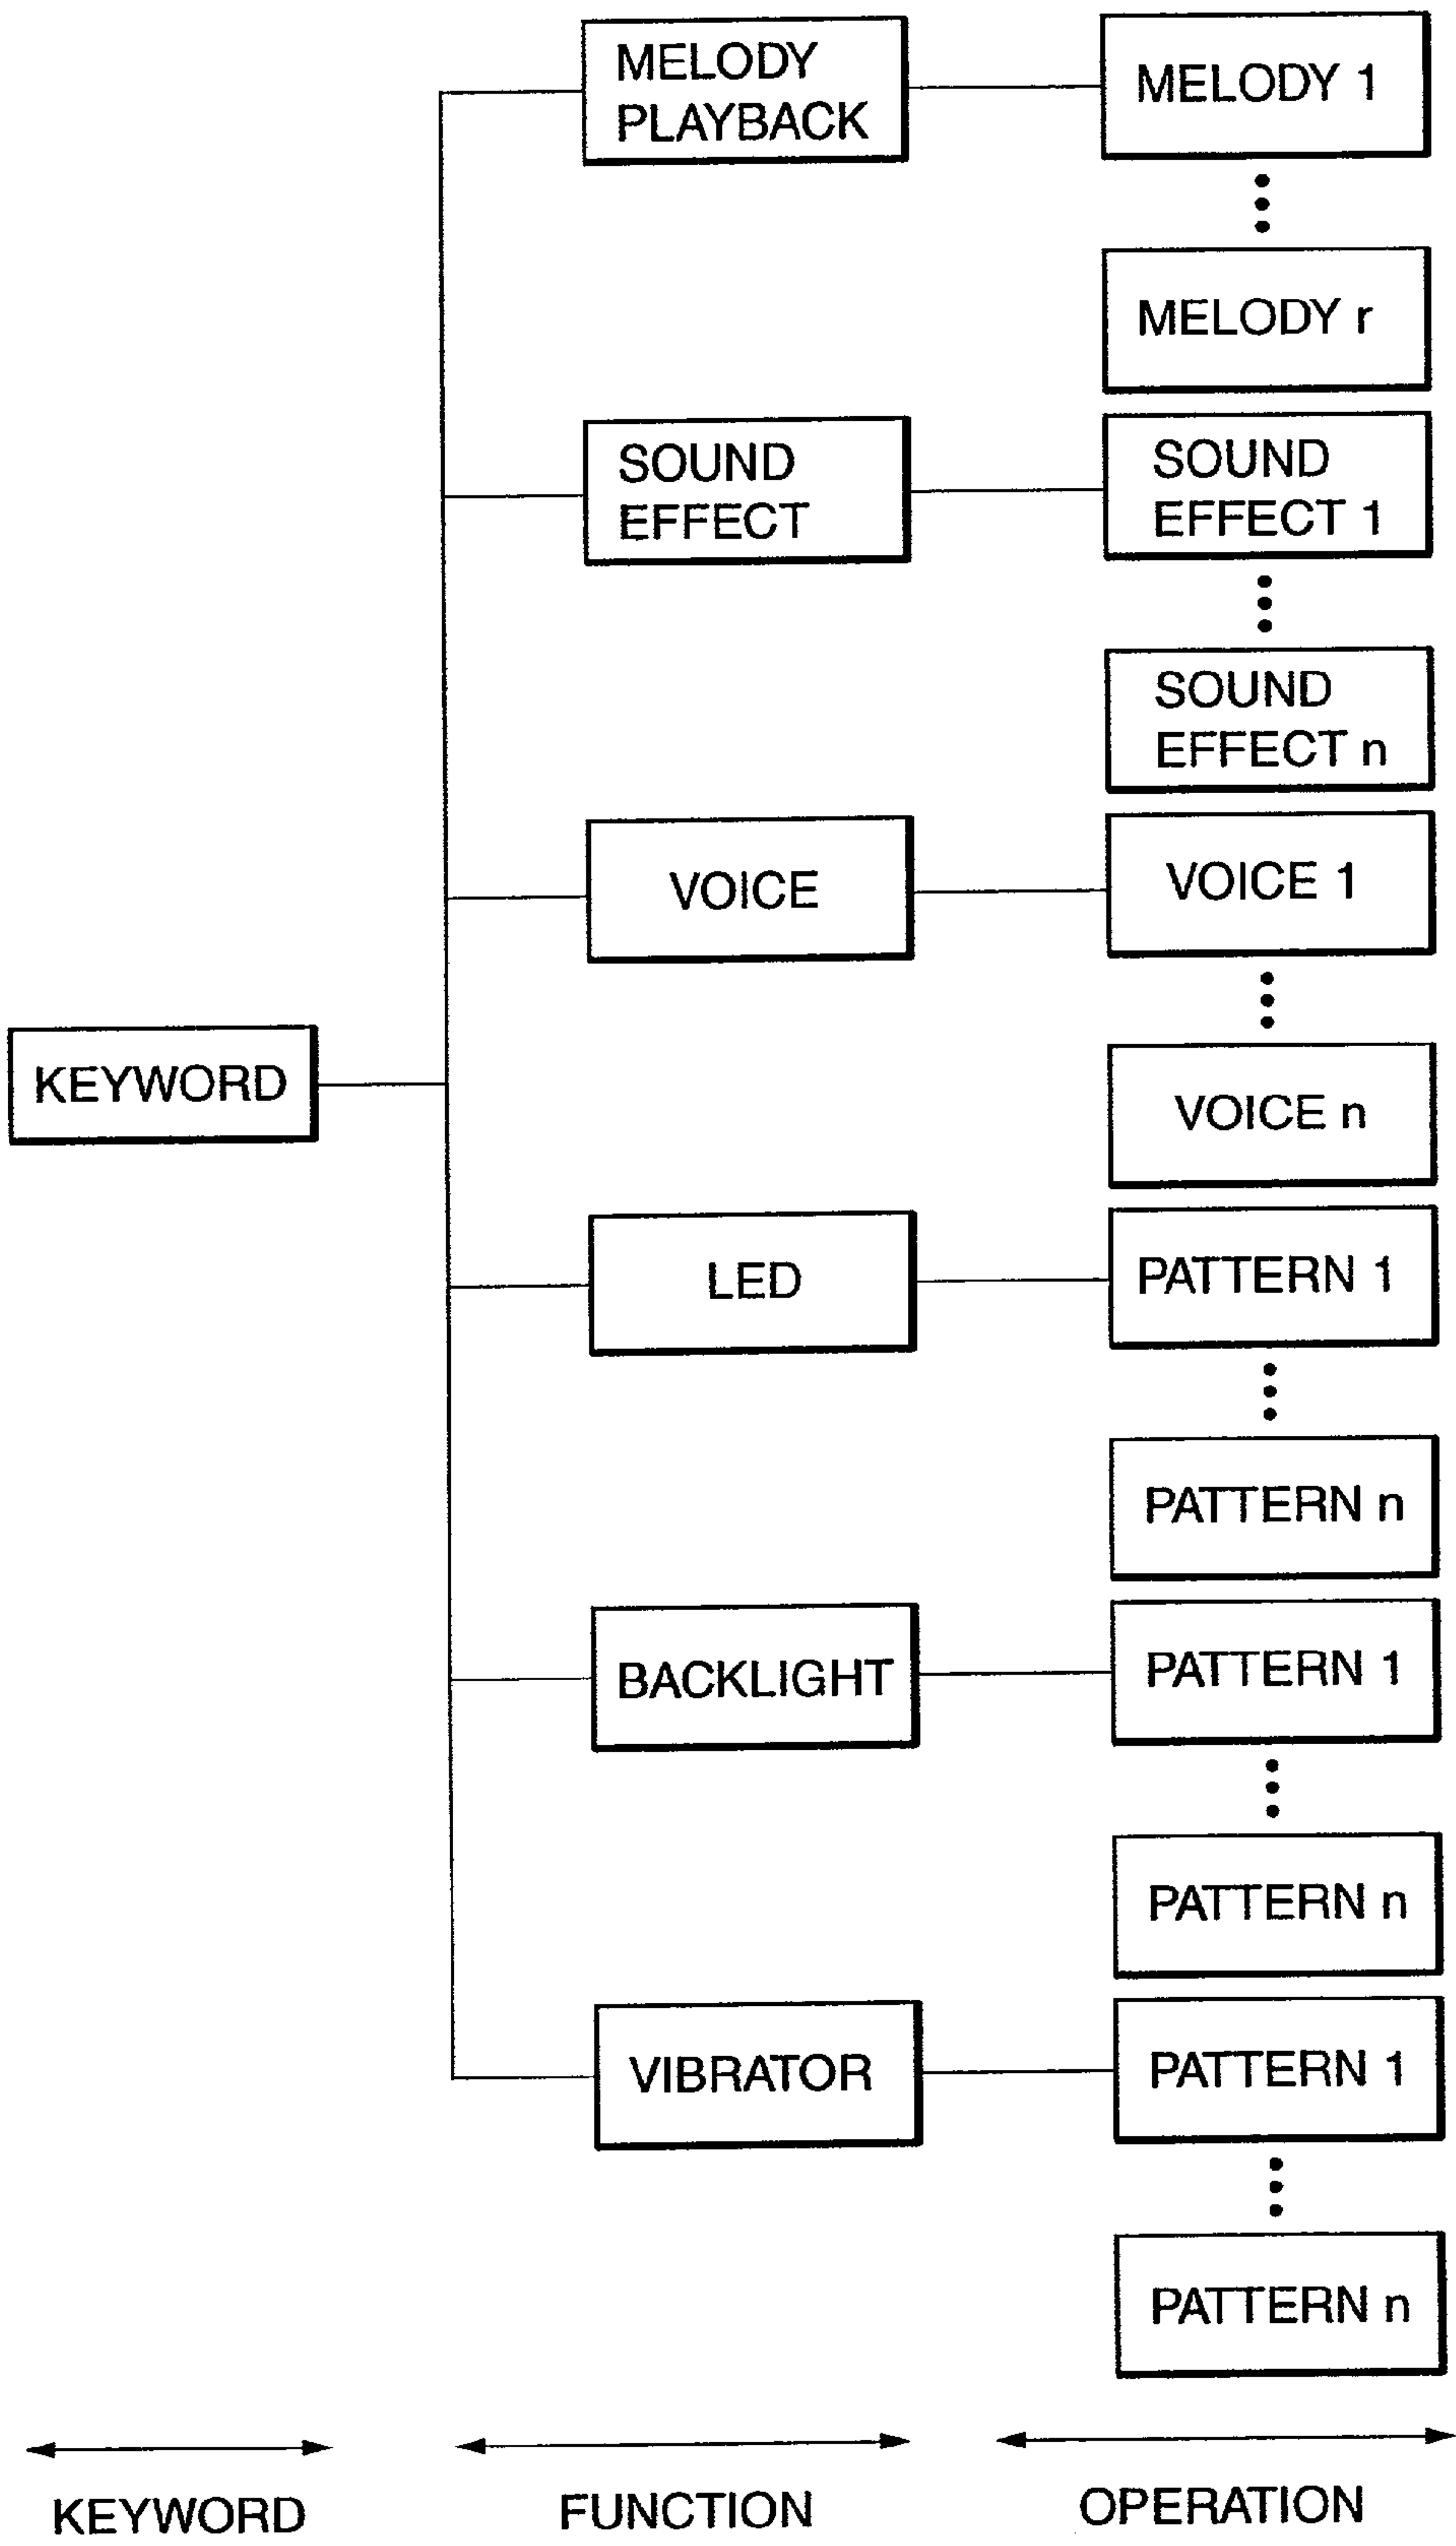 MELODY
PLAYBACK
MELODY 1
MELODY r
SOUND
EFFECT
SOUND
EFFECT 1
SOUND
EFFECT n
VOICE
VOICE 1
VOICE n
KEYWORD
LED
PATTERN 1
PATTERN n
BACKLIGHT
PATTERN 1
PATTERN n
VIBRATOR
PATTERN 1
PATTERN n
KEYWORD
FUNCTION
OPERATION